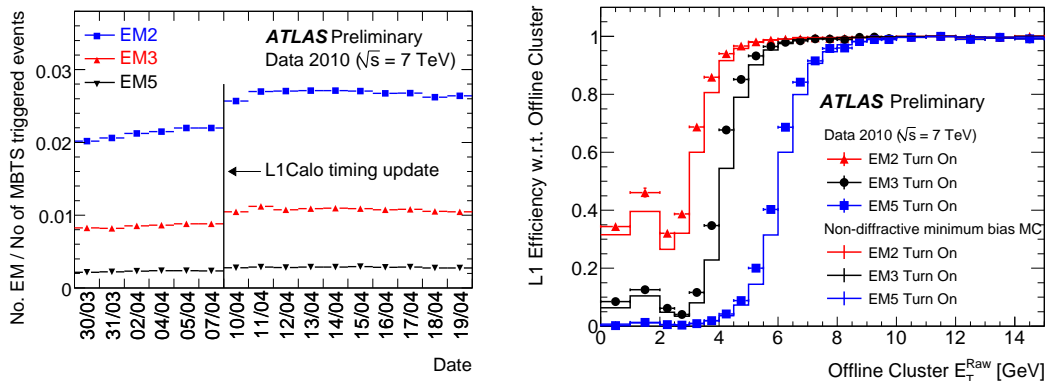 No. EM / No of MBTS triggered events
EM2
EM3
EM5
ATLAS Preliminary
Data 2010 (√s = 7 TeV)
L1Calo timing update
0.03
0.02
0.01
0
30/03
31/03
02/04
04/04
05/04
07/04
10/04
11/04
12/04
13/04
14/04
15/04
16/04
17/04
18/04
19/04
Date
L1 Efficiency w.r.t. Offline Cluster
1
0.8
0.6
0.4
0.2
0
ATLAS Preliminary
Data 2010 (√s = 7 TeV)
EM2 Turn On
EM3 Turn On
EM5 Turn On
Non-diffractive minimum bias MC
EM2 Turn On
EM3 Turn On
EM5 Turn On
0 2 4 6 8 10 12 14
Offline Cluster E_T^Raw [GeV]